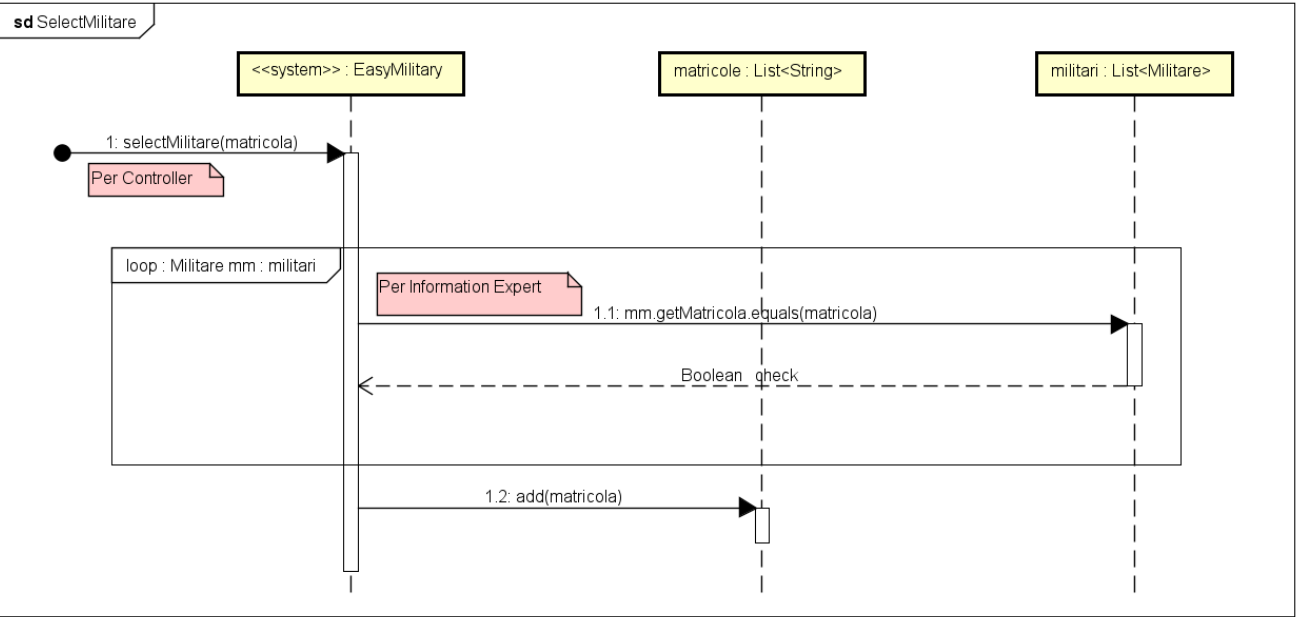 sd SelectMilitare
<<system>> : EasyMilitary
matricole : List<String>
militari : List<Militare>
1: selectMilitare(matricola)
Per Controller
loop : Militare mm : militari
Per Information Expert
1.1: mm.getMatricola.equals(matricola)
Boolean check
1.2: add(matricola)